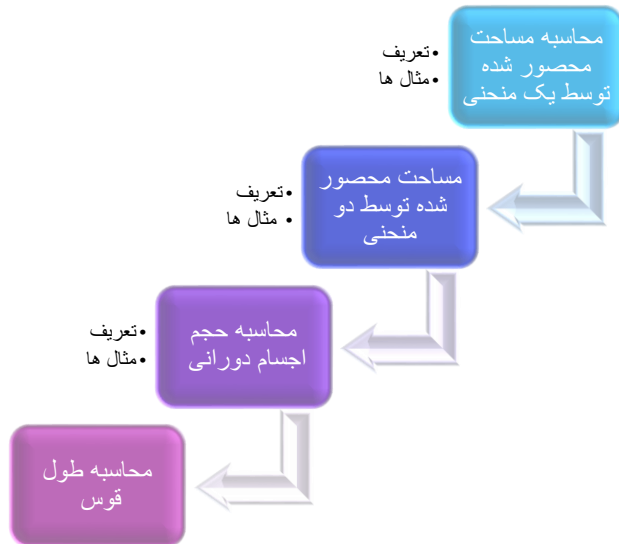 محاسبه مساحت
محصور شده
توسط یک منحنی
•تعریف
•مثال ها
مساحت محصور
شده توسط دو
منحنی
•تعریف
• مثال ها
محاسبه حجم
اجسام دورانی
•تعریف
•مثال ها
محاسبه طول
قوس